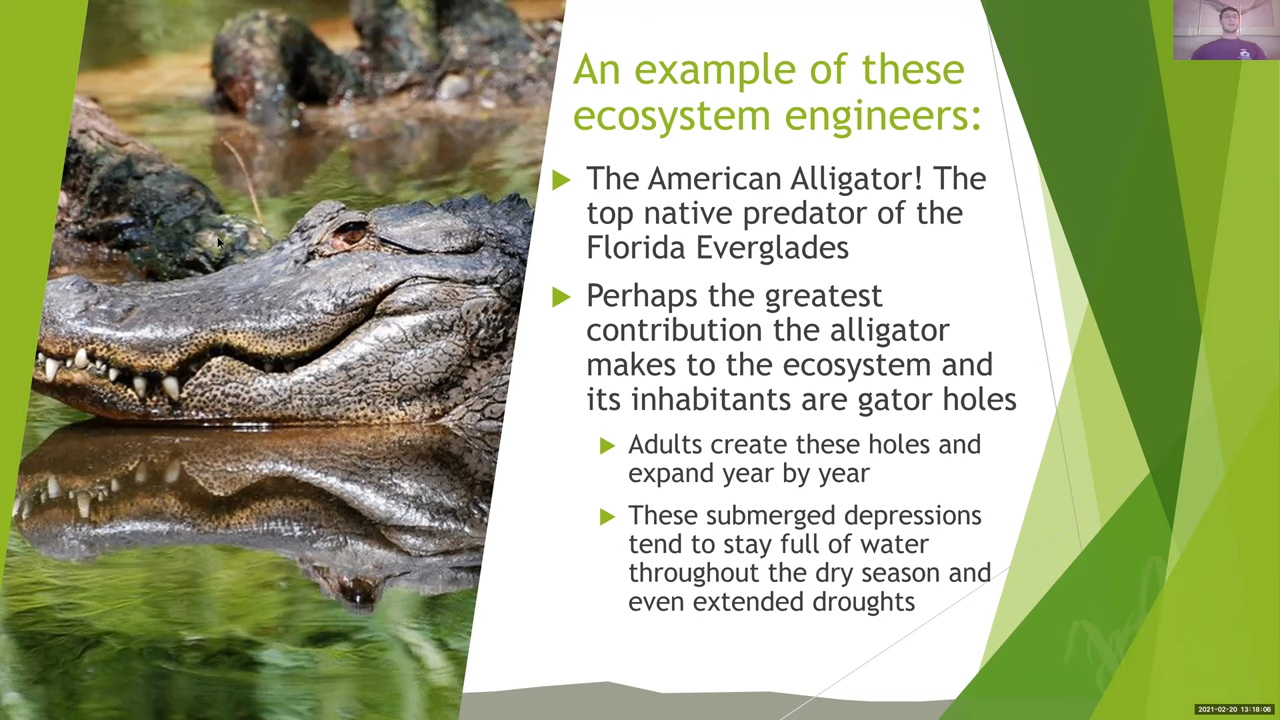 An example of these
ecosystem engineers:
The American Alligator! The
top native predator of the
Florida Everglades
Perhaps the greatest
contribution the alligator
makes to the ecosystem and
its inhabitants are gator holes
Adults create these holes and
expand year by year
These submerged depressions
tend to stay full of water
throughout the dry season and
even extended droughts
2021-02-20 13:18:06